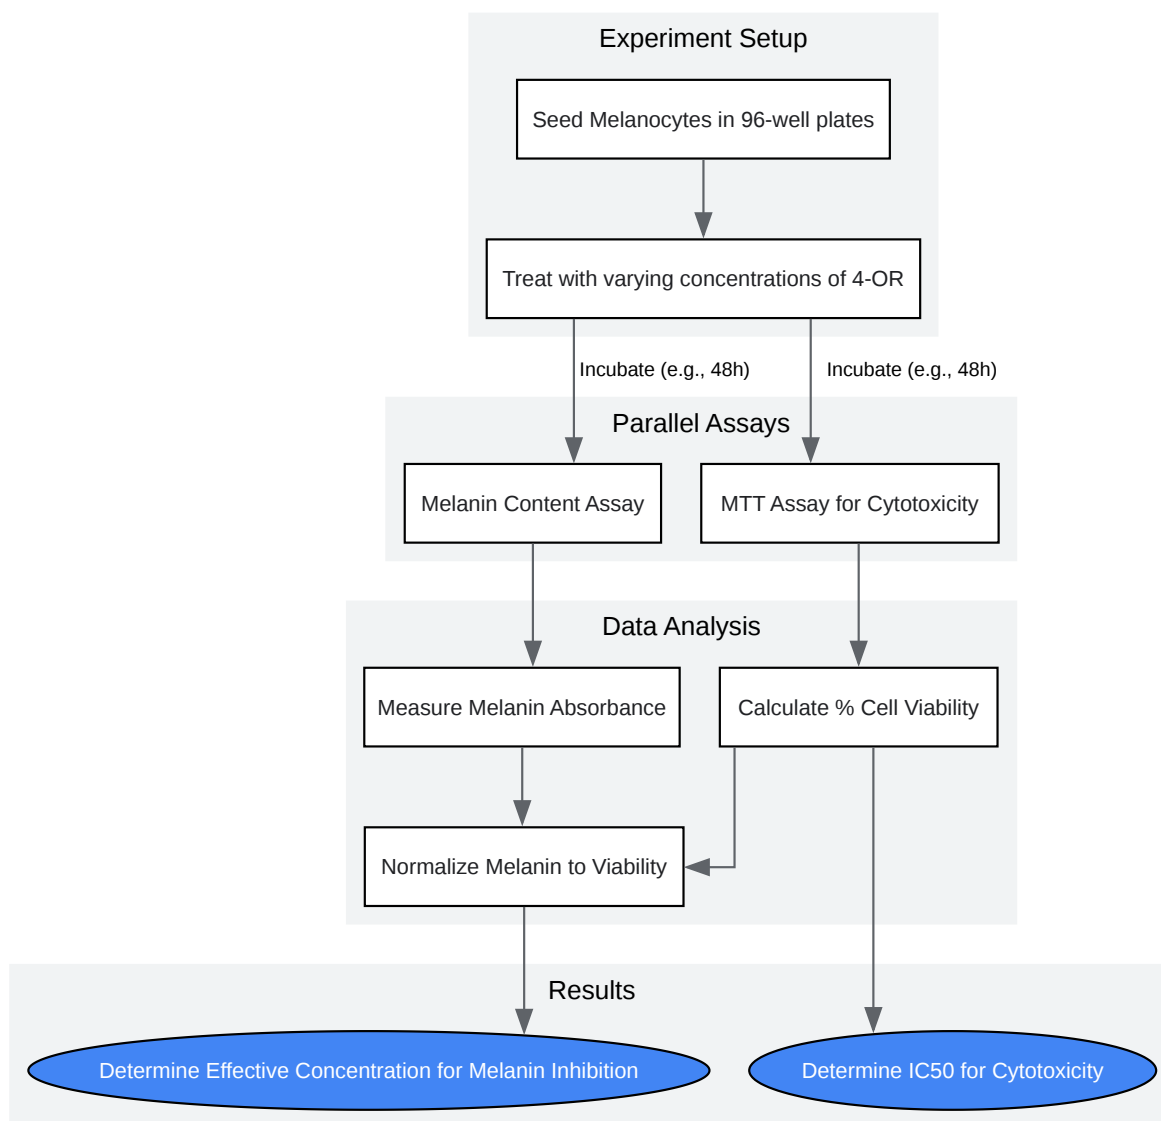 Experiment Setup
Seed Melanocytes in 96-well plates
Treat with varying concentrations of 4-OR
Incubate (e.g., 48h)
Incubate (e.g., 48h)
Parallel Assays
Melanin Content Assay
MTT Assay for Cytotoxicity
Data Analysis
Measure Melanin Absorbance
Calculate % Cell Viability
Normalize Melanin to Viability
Results
Determine Effective Concentration for Melanin Inhibition
Determine IC50 for Cytotoxicity